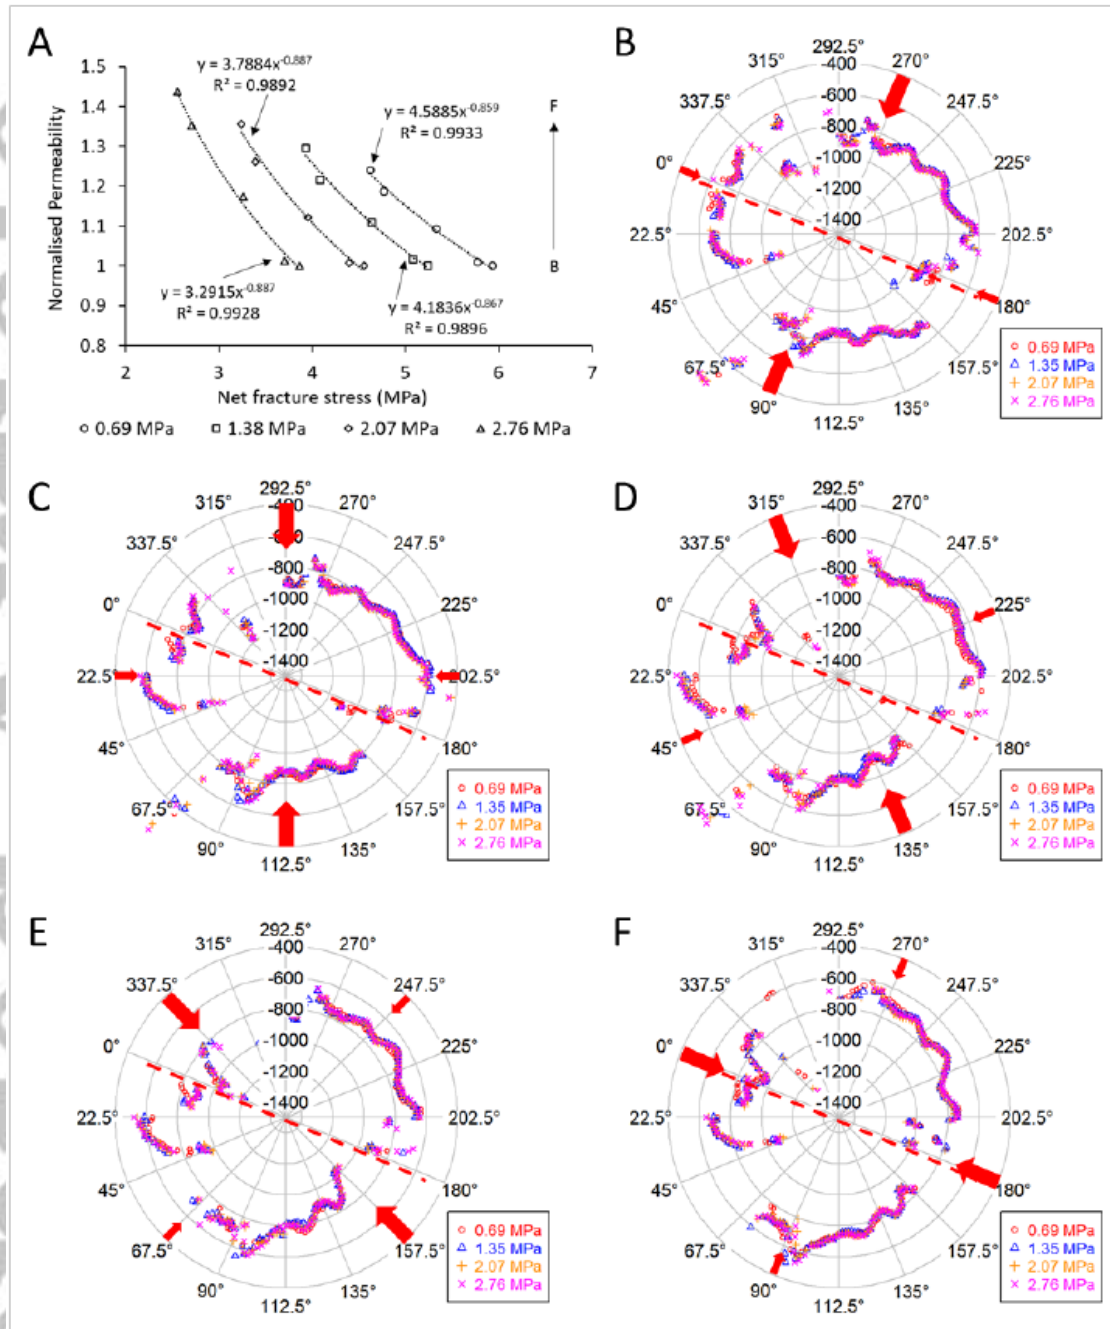 A
y = 3.7884x^-0.887
R² = 0.9892
y = 4.5885x^-0.859
R² = 0.9933
y = 3.2915x^-0.887
R² = 0.9928
y = 4.1836x^-0.867
R² = 0.9896
F
B
Normalised Permeability
1.5
1.4
1.3
1.2
1.1
1
0.9
0.8
2 3 4 5 6 7
Net fracture stress (MPa)
0.69 MPa 1.38 MPa 2.07 MPa 2.76 MPa
B
292.5°
315° 270°
337.5° 247.5°
0° 225°
22.5° 202.5°
45° 180°
67.5° 157.5°
90° 135°
112.5°
-400
-600
-800
-1000
-1200
-1400
0.69 MPa
1.35 MPa
2.07 MPa
2.76 MPa
C
292.5°
315° 270°
337.5° 247.5°
0° 225°
22.5° 202.5°
45° 180°
67.5° 157.5°
90° 135°
112.5°
-400
-600
-800
-1000
-1200
-1400
0.69 MPa
1.35 MPa
2.07 MPa
2.76 MPa
D
292.5°
315° 270°
337.5° 247.5°
0° 225°
22.5° 202.5°
45° 180°
67.5° 157.5°
90° 135°
112.5°
-400
-600
-800
-1000
-1200
-1400
0.69 MPa
1.35 MPa
2.07 MPa
2.76 MPa
E
292.5°
315° 270°
337.5° 247.5°
0° 225°
22.5° 202.5°
45° 180°
67.5° 157.5°
90° 135°
112.5°
-400
-600
-800
-1000
-1200
-1400
0.69 MPa
1.35 MPa
2.07 MPa
2.76 MPa
F
292.5°
315° 270°
337.5° 247.5°
0° 225°
22.5° 202.5°
45° 180°
67.5° 157.5°
90° 135°
112.5°
-400
-600
-800
-1000
-1200
-1400
0.69 MPa
1.35 MPa
2.07 MPa
2.76 MPa